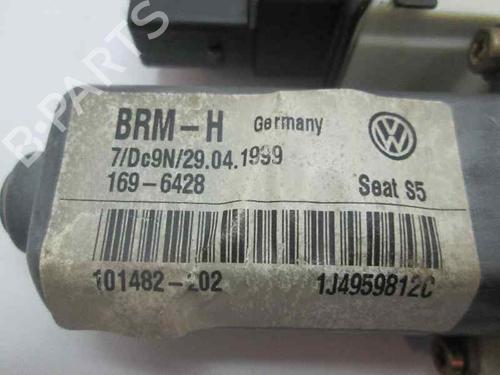 BRM-H Germany
7/Dc9N/29.04.1999
169-6428 Seat S5
101482-202 1J4959812C
B-PARTS